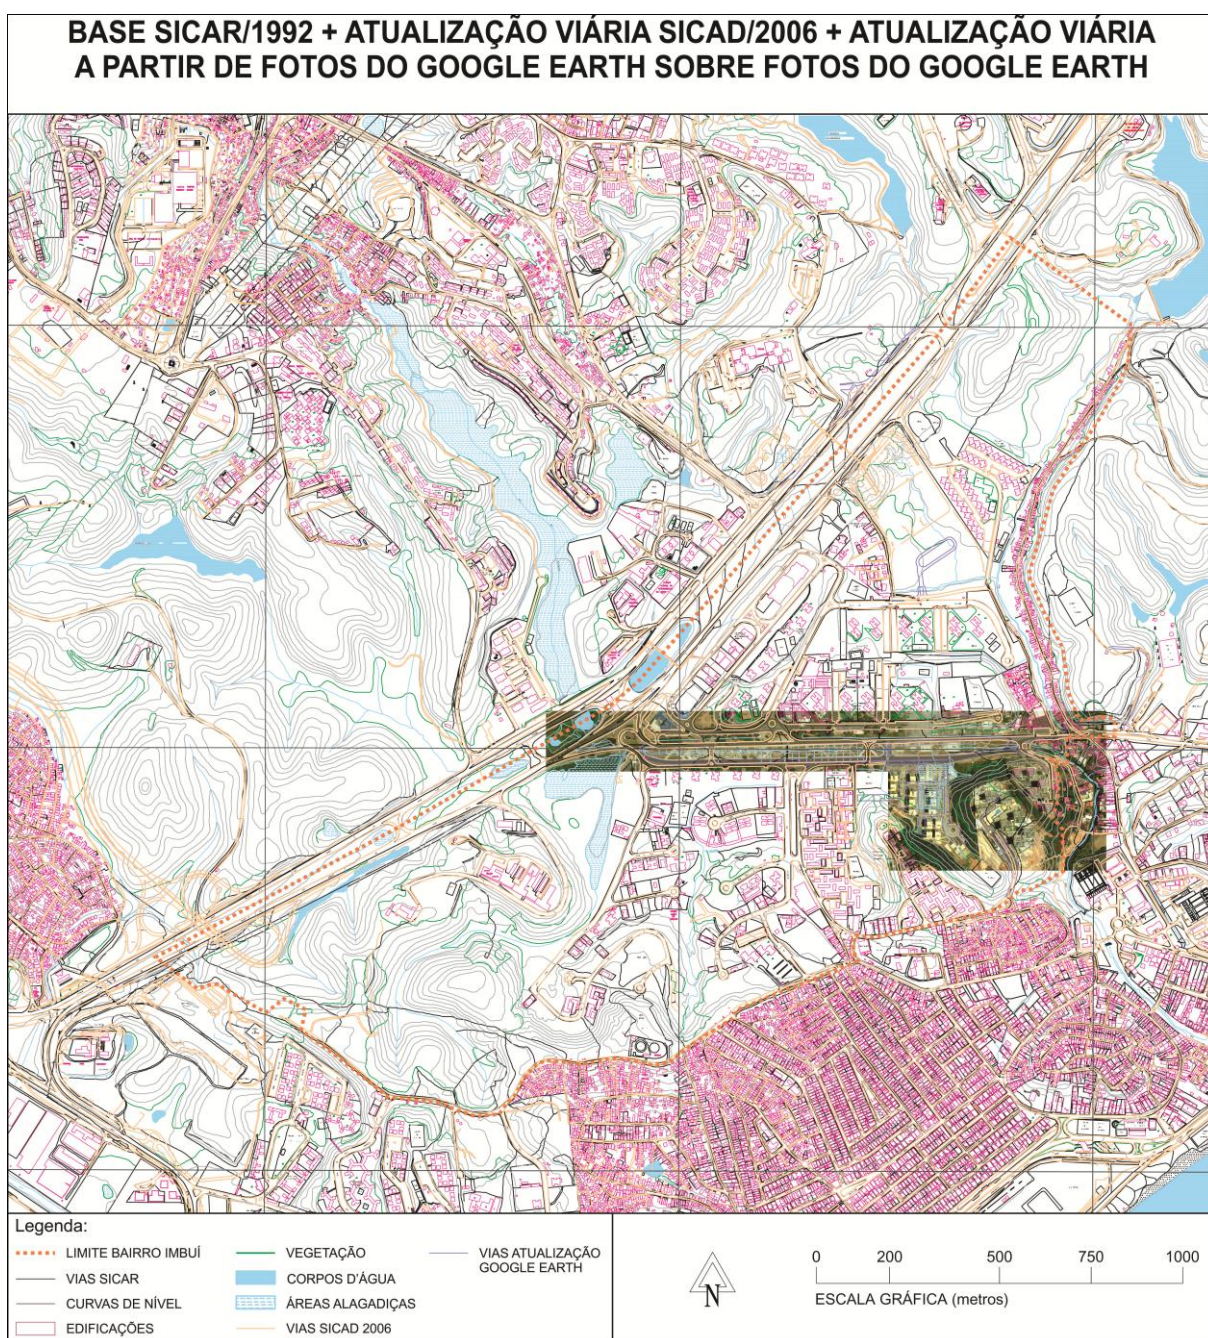 BASE SICAR/1992 + ATUALIZAÇÃO VIÁRIA SICAD/2006 + ATUALIZAÇÃO VIÁRIA
A PARTIR DE FOTOS DO GOOGLE EARTH SOBRE FOTOS DO GOOGLE EARTH
Legenda:
LIMITE BAIRRO IMBUÍ
VIAS SICAR
CURVAS DE NÍVEL
EDIFICAÇÕES
VEGETAÇÃO
CORPOS D'ÁGUA
ÁREAS ALAGADIÇAS
VIAS SICAD 2006
VIAS ATUALIZAÇÃO
GOOGLE EARTH
N
0 200 500 750 1000
ESCALA GRÁFICA (metros)